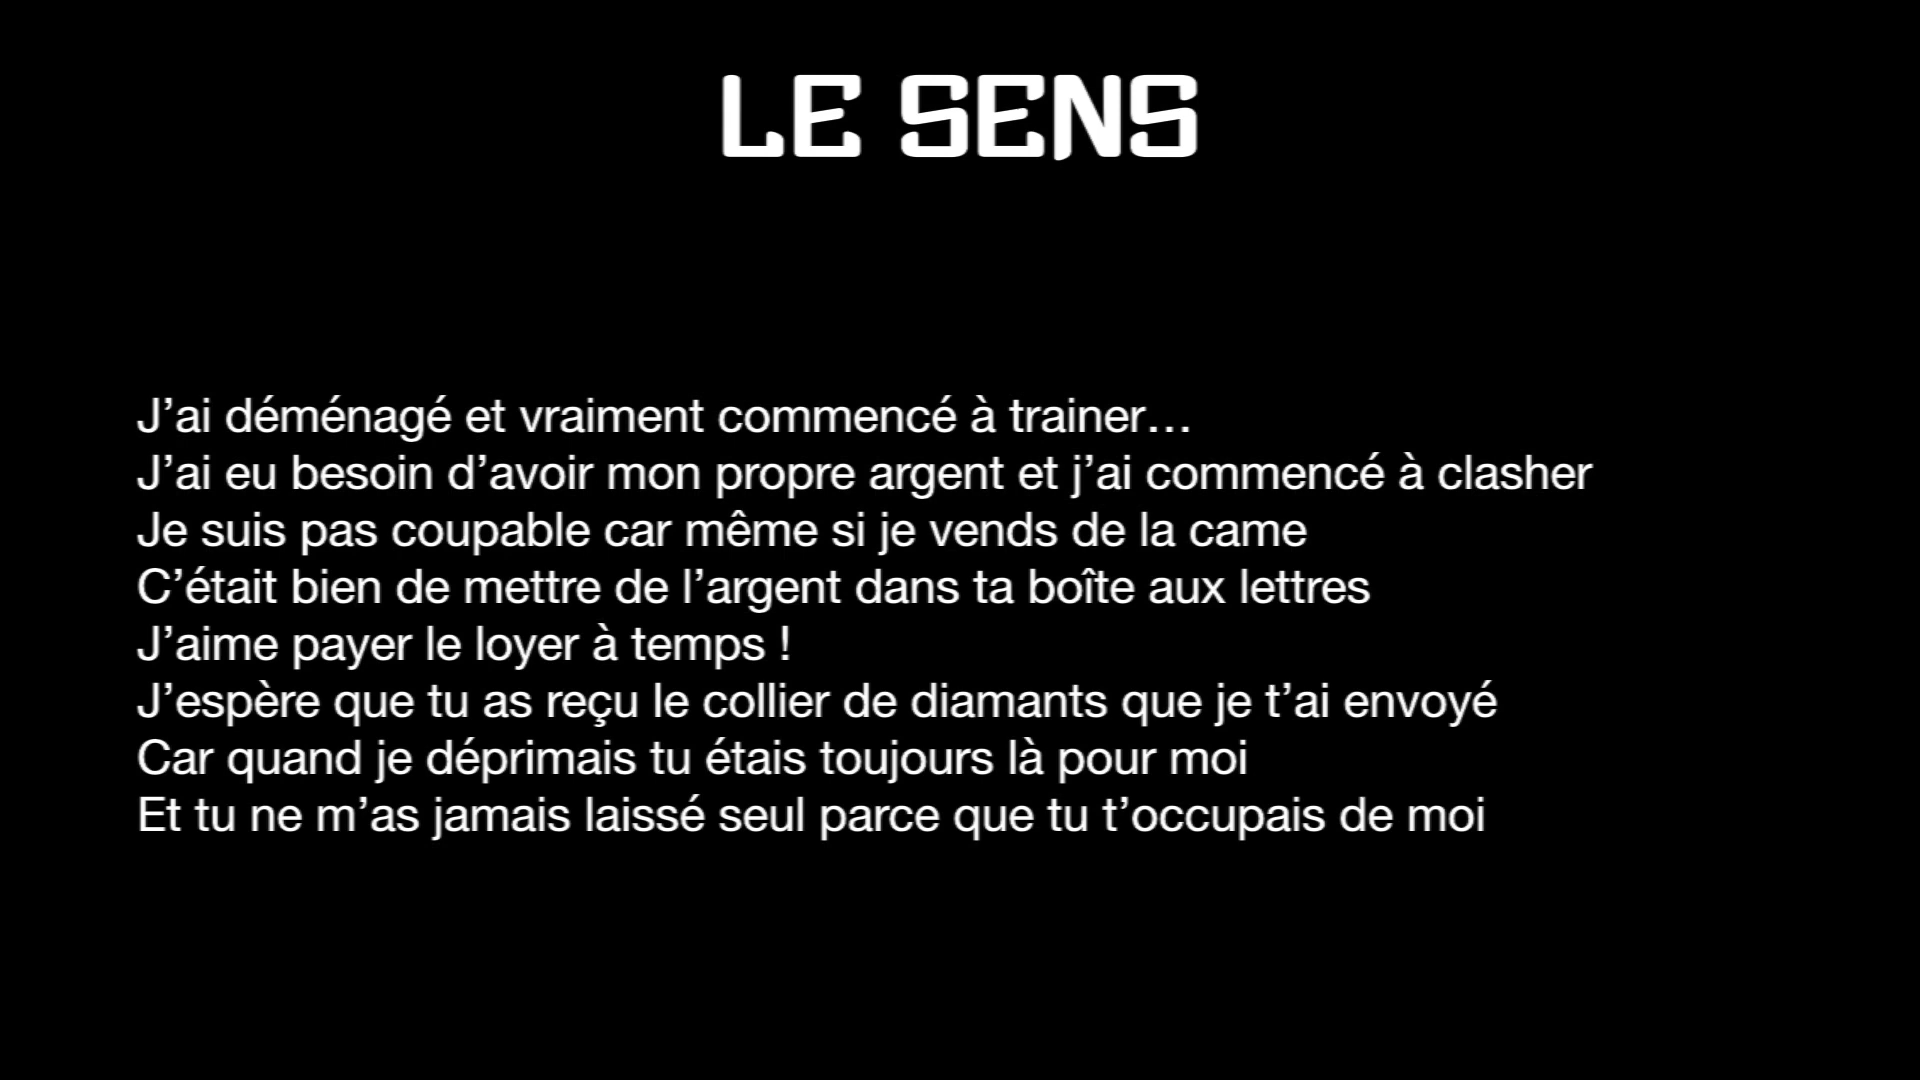 LE SENS
J’ai déménagé et vraiment commencé à trainer…
J’ai eu besoin d’avoir mon propre argent et j’ai commencé à clasher
Je suis pas coupable car même si je vends de la came
C’était bien de mettre de l’argent dans ta boîte aux lettres
J’aime payer le loyer à temps !
J’espère que tu as reçu le collier de diamants que je t’ai envoyé
Car quand je déprimais tu étais toujours là pour moi
Et tu ne m’as jamais laissé seul parce que tu t’occupais de moi